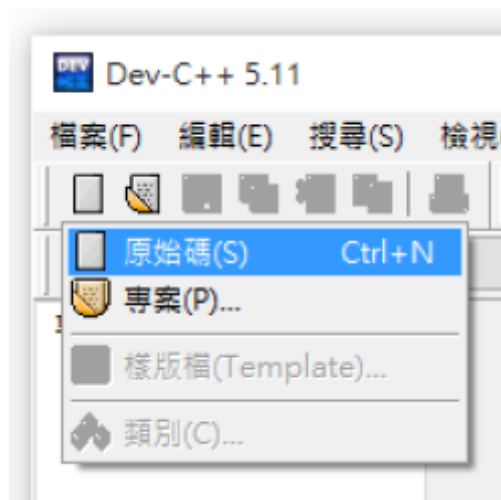 DEV
Dev-C++ 5.11
檔案(F) 編輯(E) 搜尋(S) 檢視
原始碼(S) Ctrl+N
專案(P)...
樣版檔(Template)...
類別(C)...